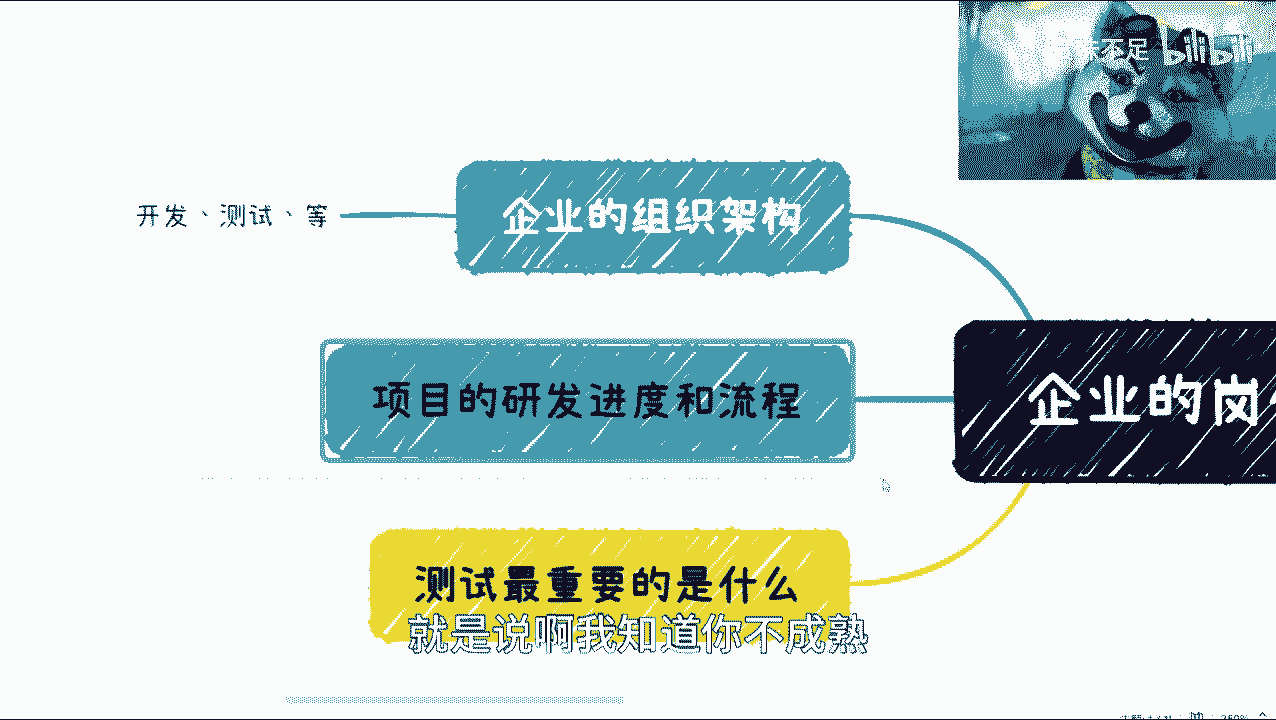 味不足 bilibili
企业的组织架构
开发、测试、等
企业的岗
项目的研发进度和流程
测试最重要的是什么
就是说啊我知道你不成熟